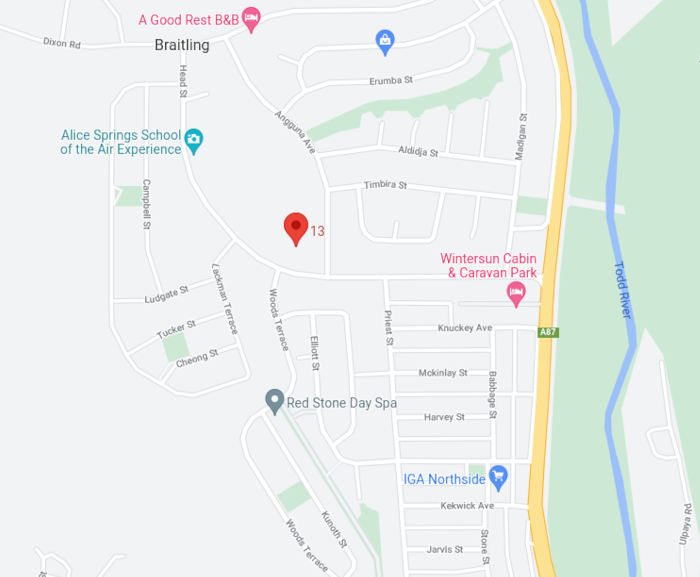 A Good Rest B&B
Dixon Rd
Braitling
Head St
Erumba St
Angguna Ave
Madigan St
Alice Springs School
of the Air Experience
Aldidja St
Campbell St
Timbira St
13
Wintersun Cabin
& Caravan Park
Todd River
Ludgate St
Lackman Terrace
Woods Terrace
Priest St
Tucker St
Elliott St
Knuckey Ave
A87
Cheong St
Mckinlay St
Babbage St
Red Stone Day Spa
Harvey St
IGA Northside
Kekwick Ave
Kunoth St
Woods Terrace
Stone St
Jarvis St
Ulpaya Rd